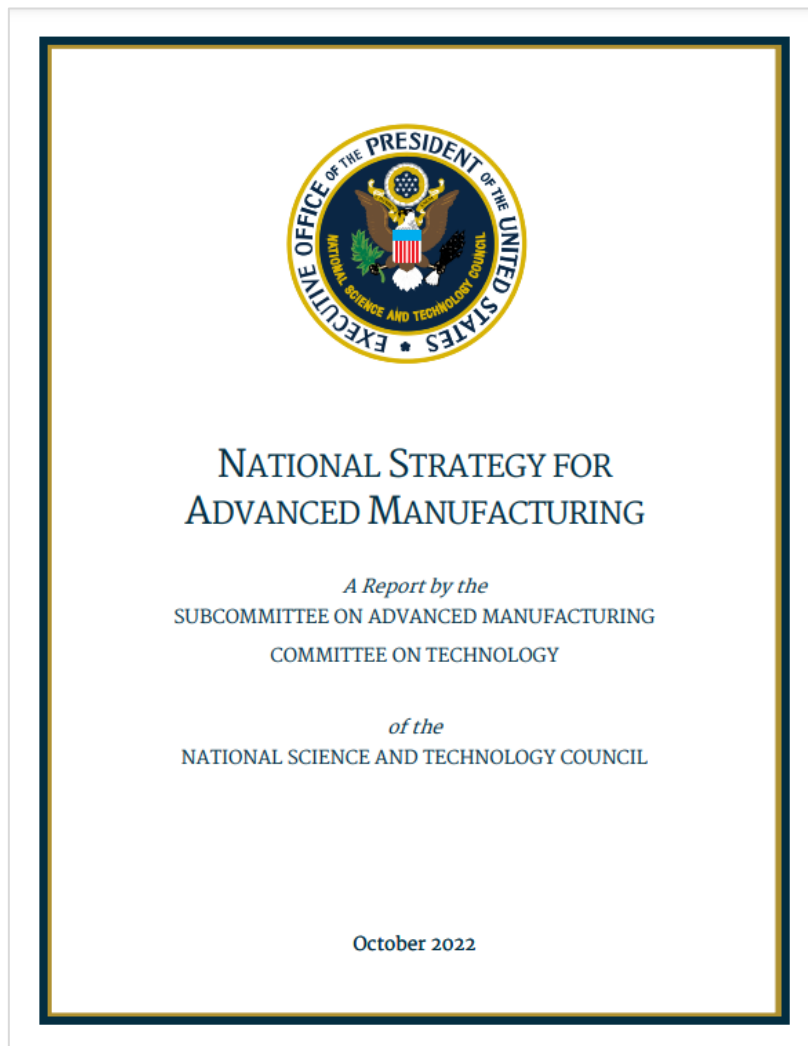 EXECUTIVE OFFICE OF THE PRESIDENT OF THE UNITED STATES
NATIONAL SCIENCE AND TECHNOLOGY COUNCIL
NATIONAL STRATEGY FOR
ADVANCED MANUFACTURING
A Report by the
SUBCOMMITTEE ON ADVANCED MANUFACTURING
COMMITTEE ON TECHNOLOGY
of the
NATIONAL SCIENCE AND TECHNOLOGY COUNCIL
October 2022